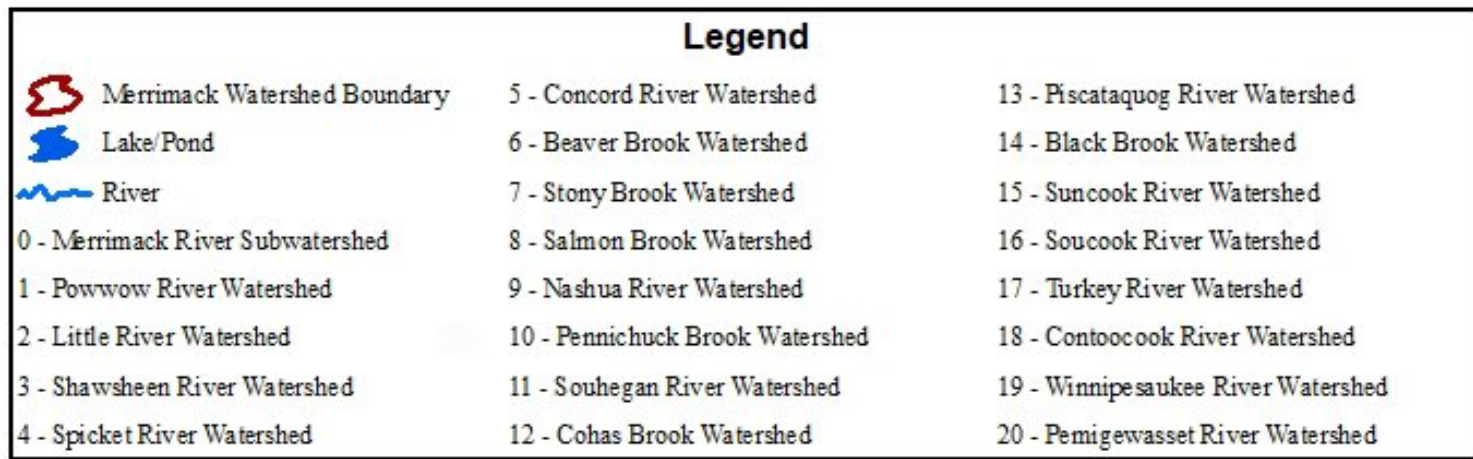 Legend
Merrimack Watershed Boundary
Lake/Pond
River
0 - Merrimack River Subwatershed
1 - Powwow River Watershed
2 - Little River Watershed
3 - Shawsheen River Watershed
4 - Spicket River Watershed
5 - Concord River Watershed
6 - Beaver Brook Watershed
7 - Stony Brook Watershed
8 - Salmon Brook Watershed
9 - Nashua River Watershed
10 - Pennichuck Brook Watershed
11 - Souhegan River Watershed
12 - Cohas Brook Watershed
13 - Piscataquog River Watershed
14 - Black Brook Watershed
15 - Suncook River Watershed
16 - Soucook River Watershed
17 - Turkey River Watershed
18 - Contoocook River Watershed
19 - Winnipesaukee River Watershed
20 - Pemigewasset River Watershed